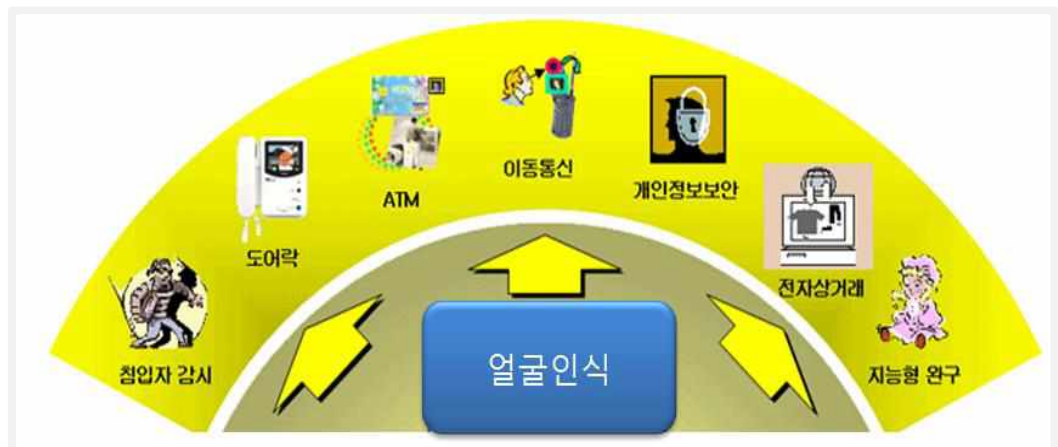 이동통신
ATM
개인정보보안
도어락
전자상거래
침입자 감시
지능형 완구
얼굴인식